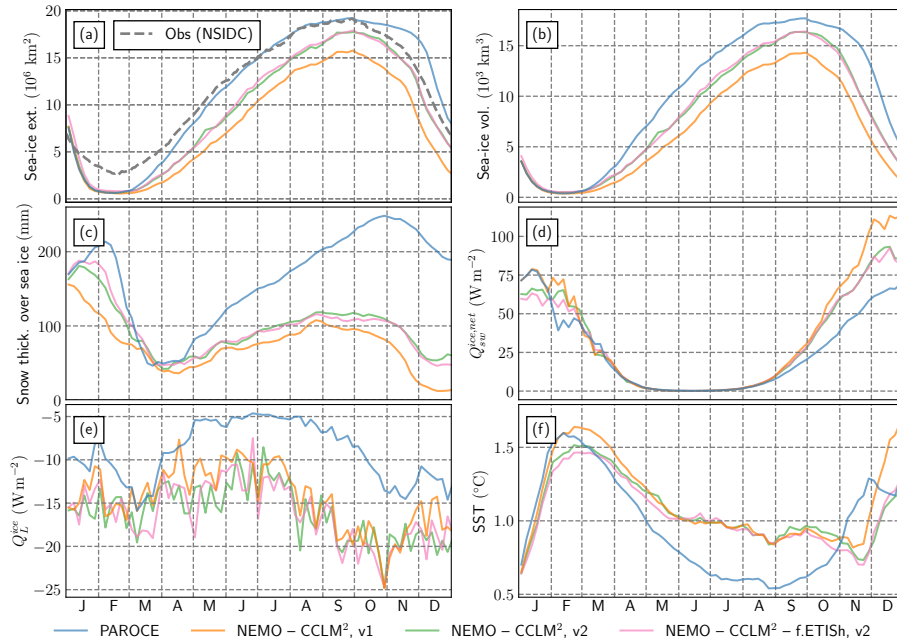 (a)
Obs (NSIDC)
Sea-ice ext. (10⁶ km²)
20
15
10
5
0
(b)
Sea-ice vol. (10³ km³)
15
10
5
0
(c)
Snow thick. over sea ice (mm)
200
100
0
(d)
Q_{sw}^{ice,net} (W m⁻²)
100
75
50
25
0
(e)
Q_L^{ice} (W m⁻²)
−5
−10
−15
−20
−25
J F M A M J J A S O N D
(f)
SST (°C)
1.5
1.0
0.5
J F M A M J J A S O N D
PAROCE NEMO − CCLM², v1 NEMO − CCLM², v2 NEMO − CCLM² − f.ETISh, v2